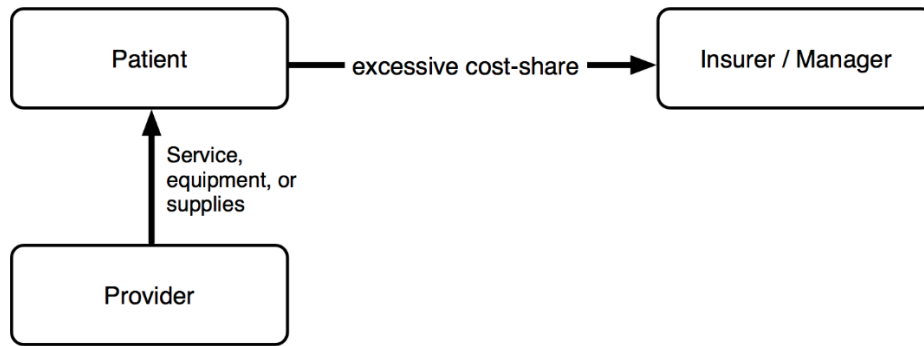 Patient
excessive cost-share
Insurer / Manager
Service,
equipment, or
supplies
Provider